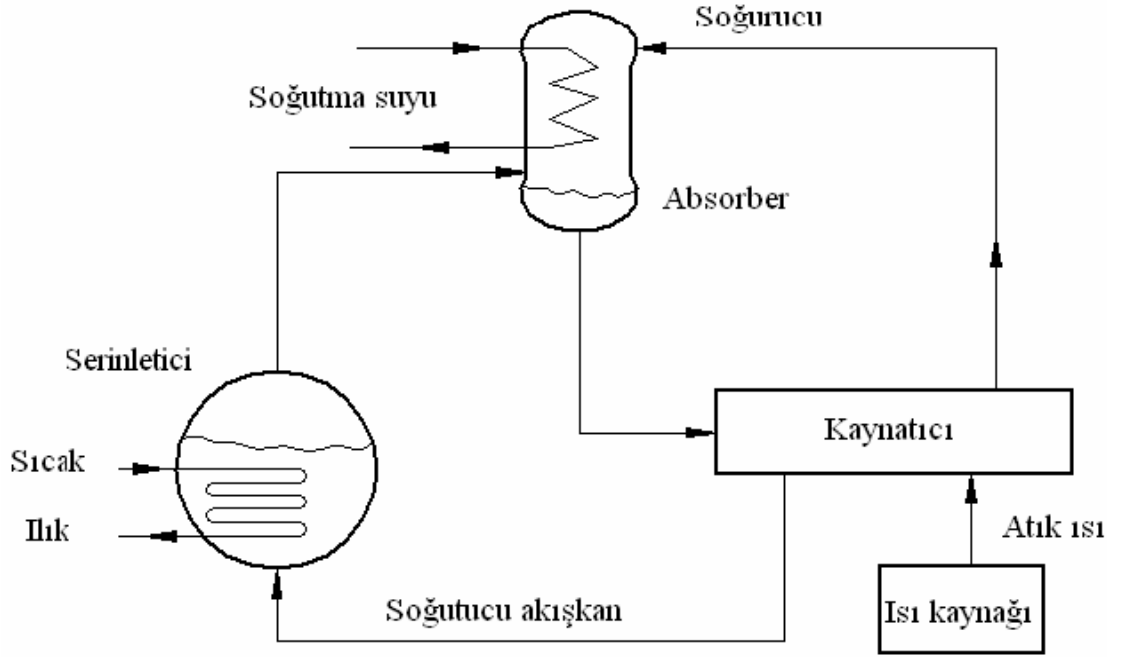 Soğurucu
Soğutma suyu
Absorber
Serinletici
Kaynatıcı
Sıcak
Ilık
Atık ısı
Soğutucu akışkan
Isı kaynağı